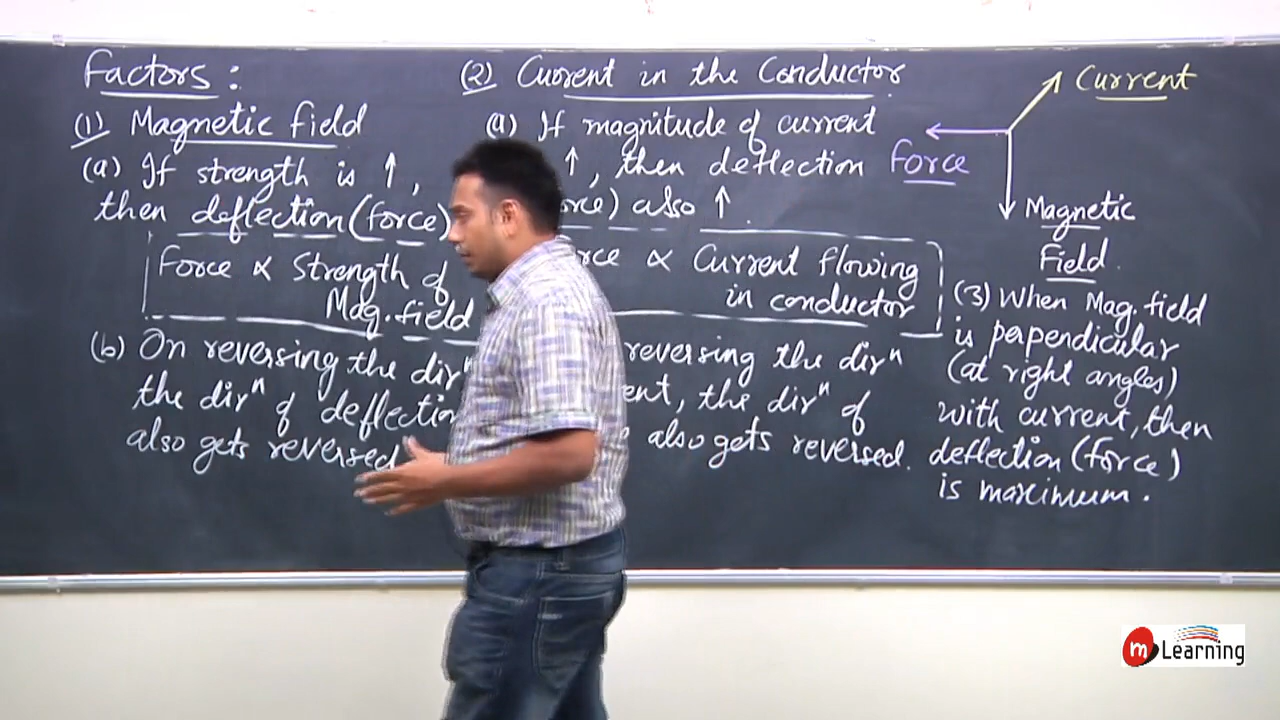 Factors :
(1) Magnetic field
(a) If strength is ↑,
then deflection (force)
Force ∝ Strength of
Mag. field
(b) On reversing the dirⁿ
the dirⁿ of deflection
also gets reversed
(2) Current in the Conductor
(a) If magnitude of current
↑, then deflection
also ↑.
∝ Current flowing
in conductor
reversing the dirⁿ
the dirⁿ of
also gets reversed.
Current
Force
Magnetic
Field.
(3) When Mag. field
is perpendicular
(at right angles)
with current, then
deflection (force)
is maximum.
m Learning